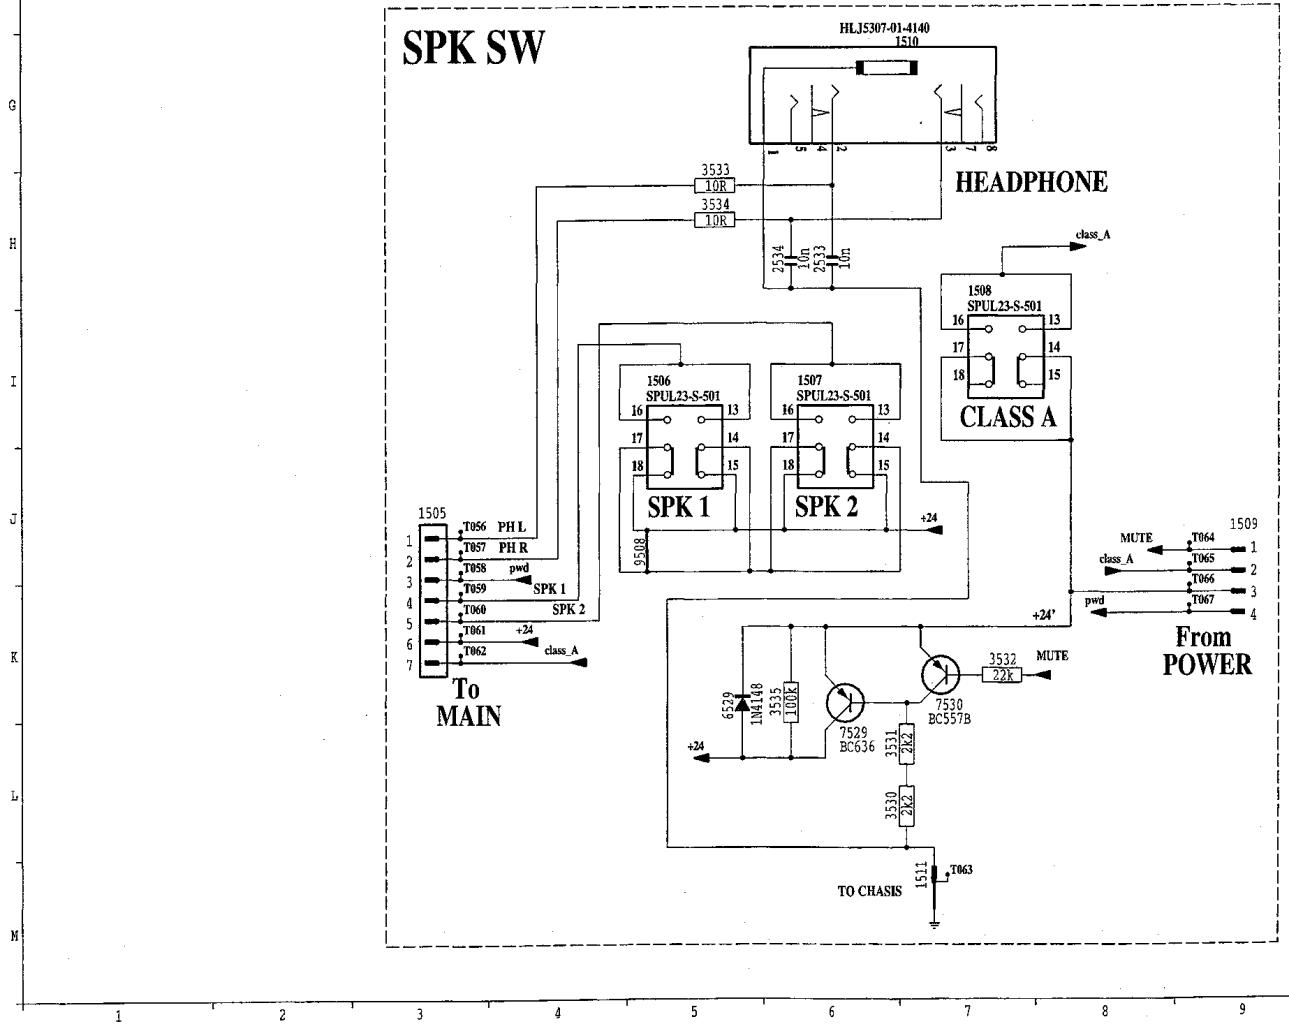 SPK SW
HLJ5307-01-4140
1510
1
5
4
2
3
7
8
HEADPHONE
G
3533
10R
3534
10R
H
2534
10n
2533
10n
class_A
1508
SPUL23-S-501
16
13
17
14
18
15
CLASS A
I
1506
SPUL23-S-501
16
13
17
14
18
15
SPK 1
1507
SPUL23-S-501
16
13
17
14
18
15
SPK 2
J
9508
+24
1505
1
T056
PH L
2
T057
PH R
3
T058
pwd
4
T059
SPK 1
5
T060
SPK 2
6
T061
+24
7
T062
class_A
To
MAIN
1509
MUTE
T064
1
class_A
T065
2
T066
3
pwd
T067
4
From
POWER
K
+24'
3532
22k
MUTE
6529
1N4148
3535
100k
7530
BC557B
7529
BC636
3531
2k2
+24
L
3530
2k2
1511
T063
TO CHASIS
M
1
2
3
4
5
6
7
8
9